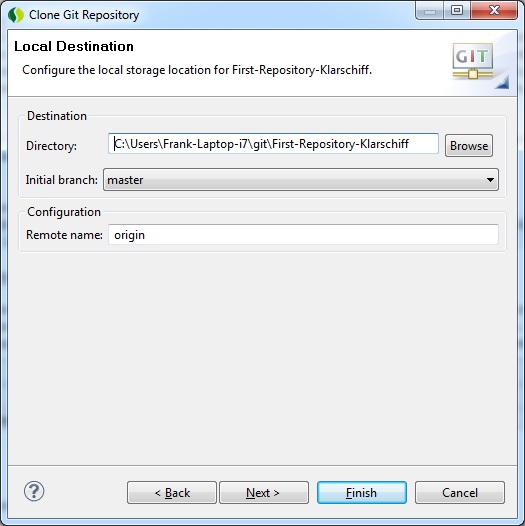 Clone Git Repository
Local Destination
Configure the local storage location for First-Repository-Klarschiff.
GIT
Destination
Directory: C:\Users\Frank-Laptop-i7\git\First-Repository-Klarschiff Browse
Initial branch: master
Configuration
Remote name: origin
? < Back Next > Finish Cancel